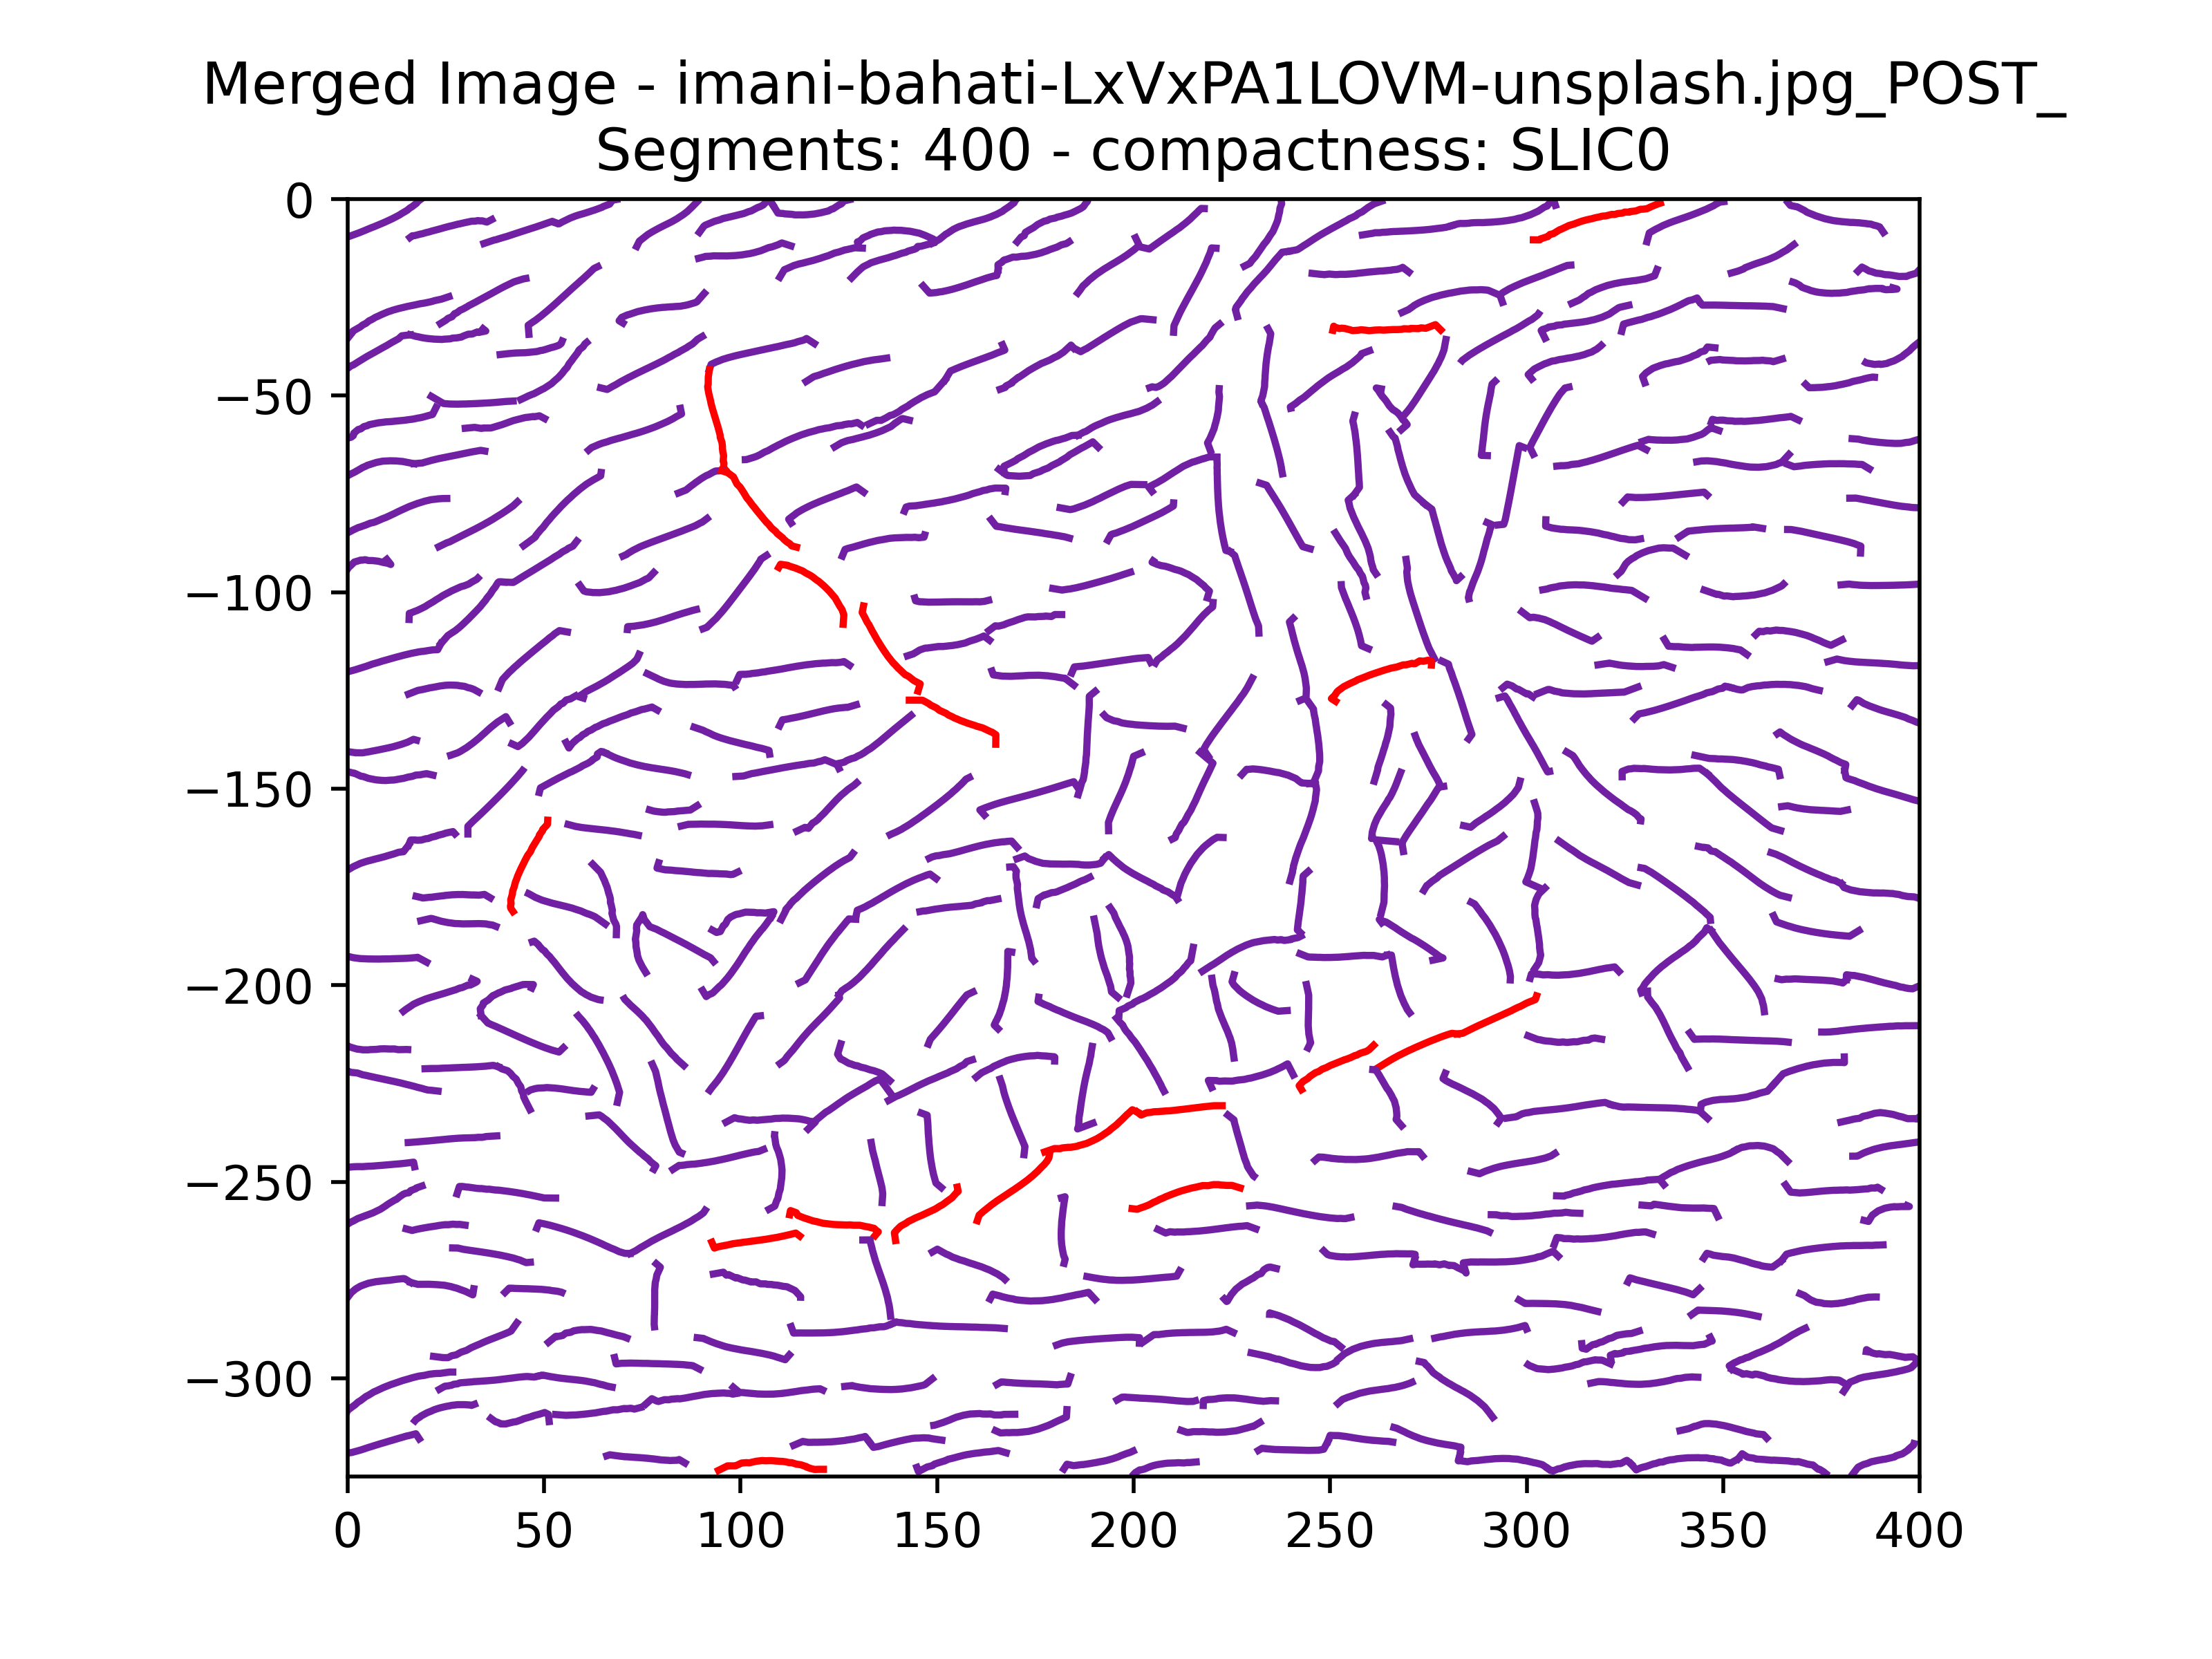 Merged Image - imani-bahati-LxVxPA1LOVM-unsplash.jpg_POST_
Segments: 400 - compactness: SLIC0
0
−50
−100
−150
−200
−250
−300
0 50 100 150 200 250 300 350 400